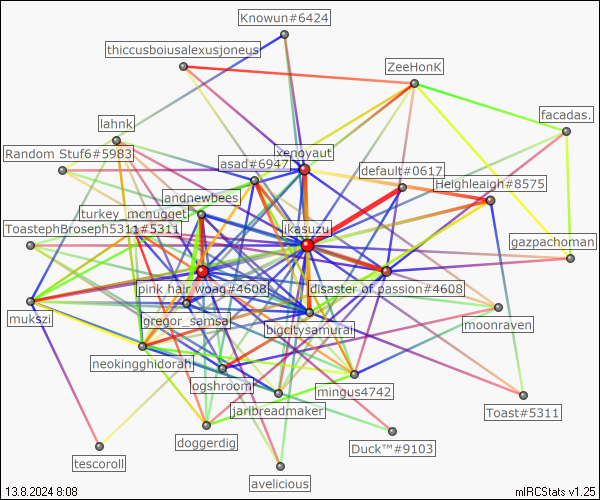 Knowun#6424
thiccusboiusalexusjoneus
ZeeHonK
facadas.
lahnk
Random Stuf6#5983
xenoyaut
asad#6947
default#0617
Heighleaigh#8575
andnewbees
turkey_mcnugget
ToastephBroseph5311#5311
ikasuzu
gazpachoman
pink hair woag#4608
disaster of passion#4608
mukszi
gregor_samsa
bigcitysamurai
moonraven
neokingghidorah
ogshroom
mingus4742
jarlbreadmaker
Toast#5311
doggerdig
Duck™#9103
tescoroll
avelicious
13.8.2024 8:08
mIRCStats v1.25